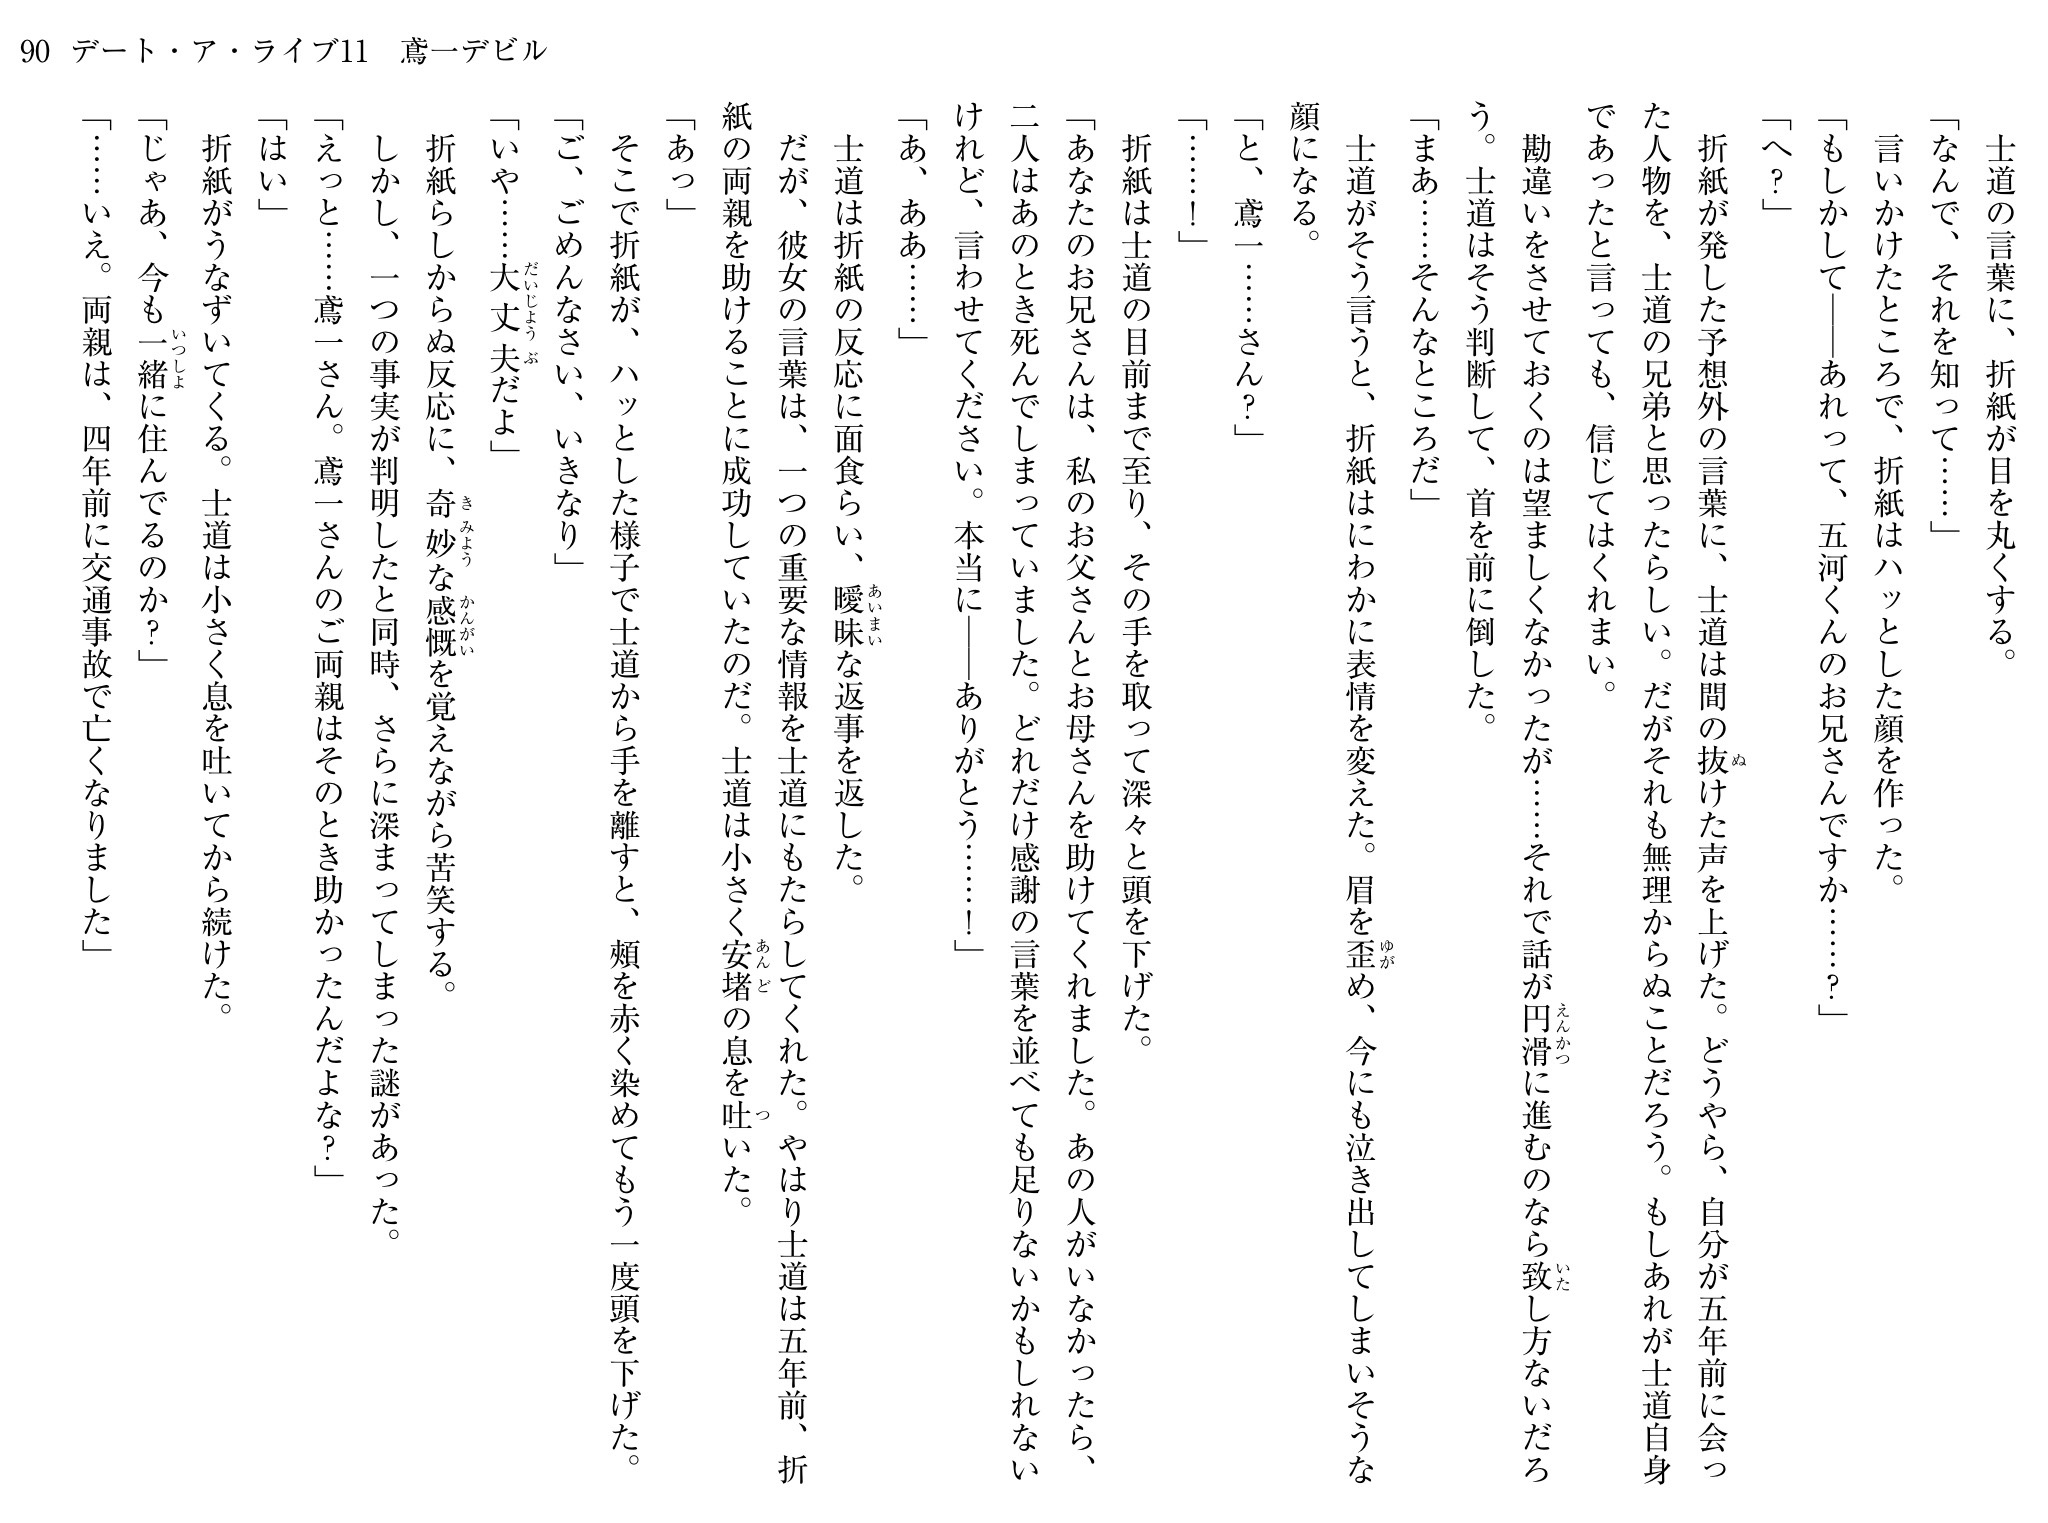 90 デート・ア・ライブ11 鳶一デビル
　士道の言葉に、折紙が目を丸くする。
「なんで、それを知って……」
　言いかけたところで、折紙はハッとした顔を作った。
「もしかして――あれって、五河くんのお兄さんですか……？」
「へ？」
　折紙が発した予想外の言葉に、士道は間の抜けた声を上げた。どうやら、自分が五年前に会っ
た人物を、士道の兄弟と思ったらしい。だがそれも無理からぬことだろう。もしあれが士道自身
であったと言っても、信じてはくれまい。
　勘違いをさせておくのは望ましくなかったが……それで話が円滑に進むのなら致し方ないだろ
う。士道はそう判断して、首を前に倒した。
「まあ……そんなところだ」
　士道がそう言うと、折紙はにわかに表情を変えた。眉を歪め、今にも泣き出してしまいそうな
顔になる。
「と、鳶一……さん？」
「……！」
　折紙は士道の目前まで至り、その手を取って深々と頭を下げた。
「あなたのお兄さんは、私のお父さんとお母さんを助けてくれました。あの人がいなかったら、
二人はあのとき死んでしまっていました。どれだけ感謝の言葉を並べても足りないかもしれない
けれど、言わせてください。本当に――ありがとう……！」
「あ、ああ……」
　士道は折紙の反応に面食らい、曖昧な返事を返した。
　だが、彼女の言葉は、一つの重要な情報を士道にもたらしてくれた。やはり士道は五年前、折
紙の両親を助けることに成功していたのだ。士道は小さく安堵の息を吐いた。
「あっ」
　そこで折紙が、ハッとした様子で士道から手を離すと、頰を赤く染めてもう一度頭を下げた。
「ご、ごめんなさい、いきなり」
「いや……大丈夫だよ」
　折紙らしからぬ反応に、奇妙な感慨を覚えながら苦笑する。
　しかし、一つの事実が判明したと同時、さらに深まってしまった謎があった。
「えっと……鳶一さん。鳶一さんのご両親はそのとき助かったんだよな？」
「はい」
　折紙がうなずいてくる。士道は小さく息を吐いてから続けた。
「じゃあ、今も一緒に住んでるのか？」
「……いえ。両親は、四年前に交通事故で亡くなりました」